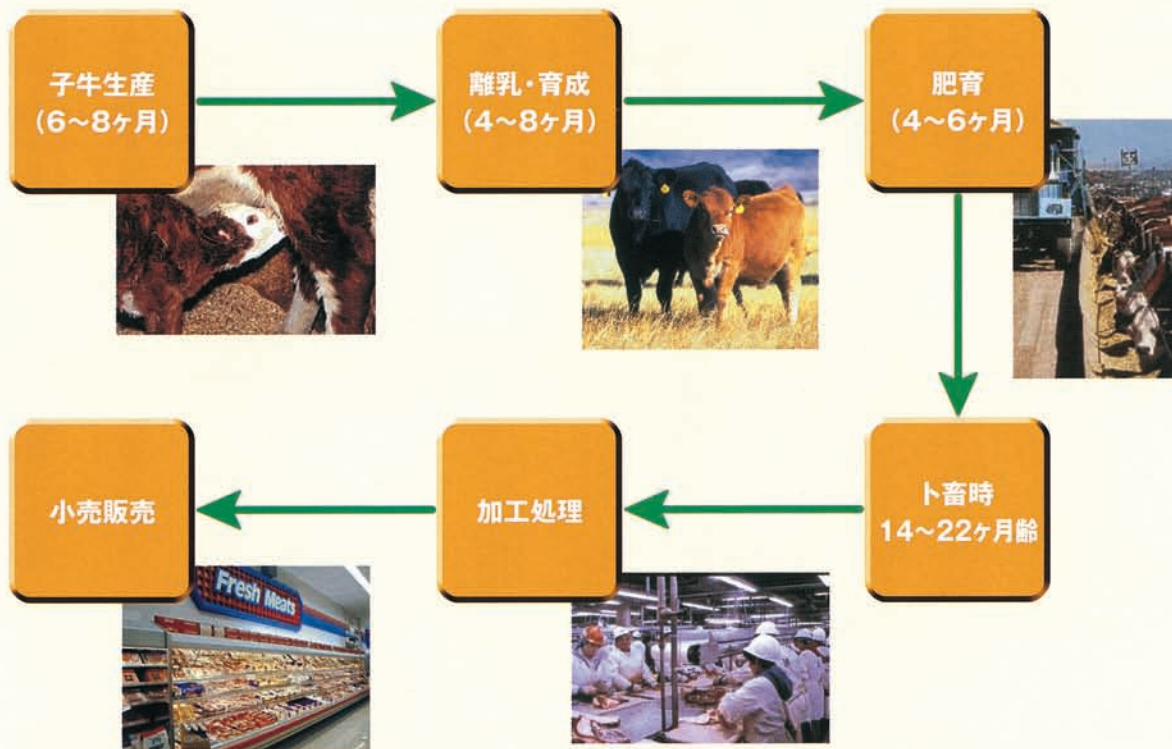 子牛生産
(6〜8ヶ月)
離乳・育成
(4〜8ヶ月)
肥育
(4〜6ヶ月)
ト畜時
14〜22ヶ月齢
加工処理
小売販売
Fresh Meats